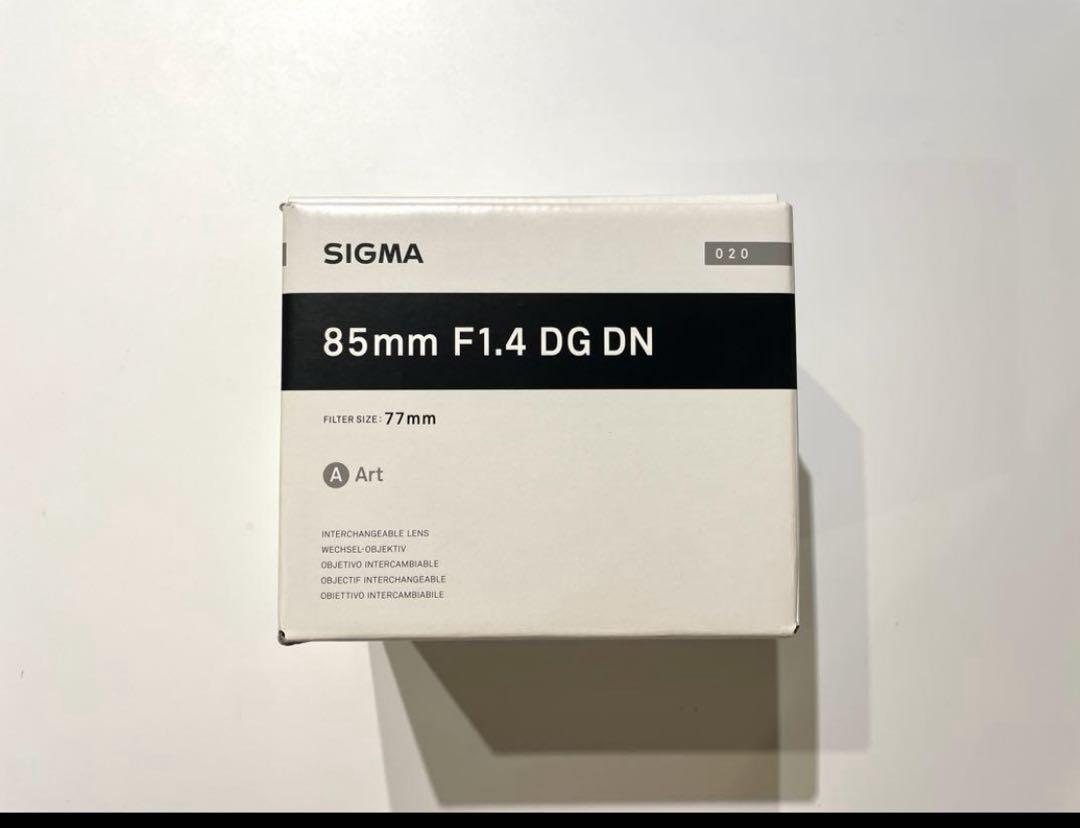 SIGMA
020
85mm F1.4 DG DN
FILTER SIZE: 77mm
A Art
INTERCHANGEABLE LENS
WECHSEL-OBJEKTIV
OBJETIVO INTERCAMBIABLE
OBJECTIF INTERCHANGEABLE
OBIETTIVO INTERCAMBIABILE